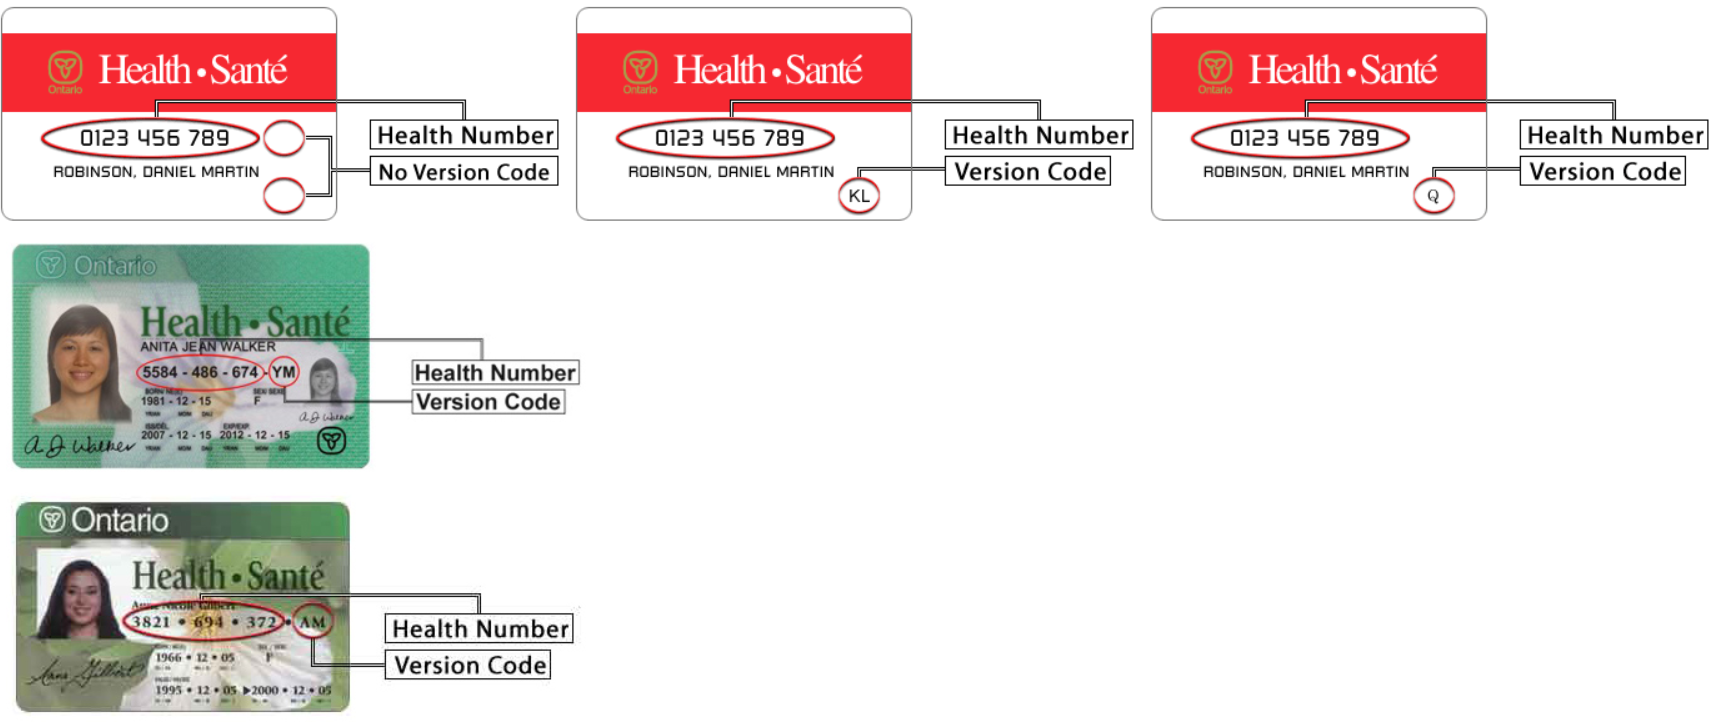 Health • Santé
Ontario
0123 456 789
ROBINSON, DANIEL MARTIN
Health Number
No Version Code
Health • Santé
Ontario
0123 456 789
ROBINSON, DANIEL MARTIN
KL
Health Number
Version Code
Health • Santé
Ontario
0123 456 789
ROBINSON, DANIEL MARTIN
Q
Health Number
Version Code
Ontario
Health • Santé
ANITA JEAN WALKER
5584 - 486 - 674 - YM
BORN/NÉ(E) SEX/SEXE
1981 - 12 - 15 F
2007 - 12 - 15 2012 - 12 - 15
A J Walker
A J Walker
Health Number
Version Code
Ontario
Health • Santé
Anne Nicole Gilbert
3821 • 694 • 372 • AM
1966 • 12 • 05 F
1995 • 12 • 05 ▶2000 • 12 • 05
Gilbert
Health Number
Version Code